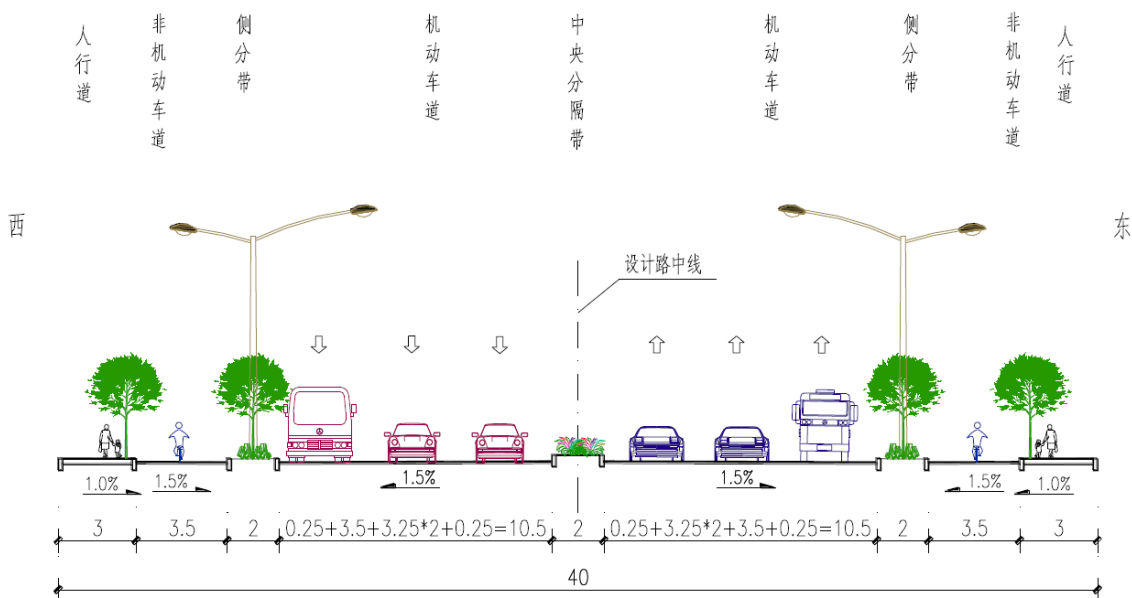 人行道
非机动车道
侧分带
机动车道
中央分隔带
机动车道
侧分带
非机动车道
人行道
西
东
设计路中线
1.0%
1.5%
1.5%
1.5%
1.5%
1.0%
3
3.5
2
0.25+3.5+3.25*2+0.25=10.5
2
0.25+3.25*2+3.5+0.25=10.5
2
3.5
3
40